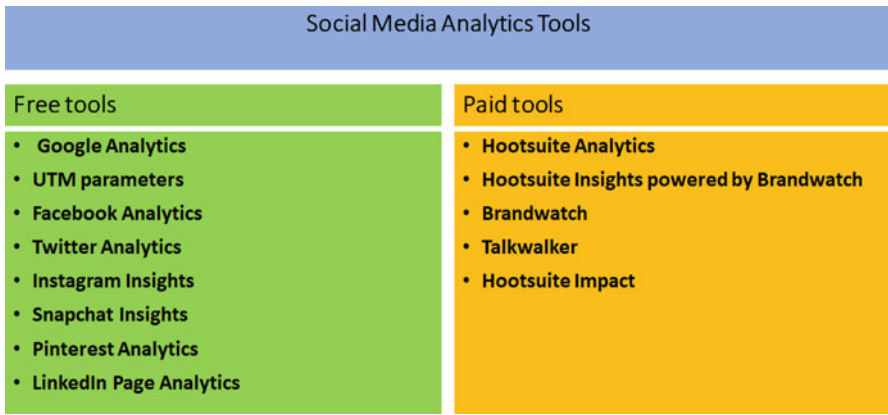 Social Media Analytics Tools
Free tools
• Google Analytics
• UTM parameters
• Facebook Analytics
• Twitter Analytics
• Instagram Insights
• Snapchat Insights
• Pinterest Analytics
• LinkedIn Page Analytics
Paid tools
• Hootsuite Analytics
• Hootsuite Insights powered by Brandwatch
• Brandwatch
• Talkwalker
• Hootsuite Impact